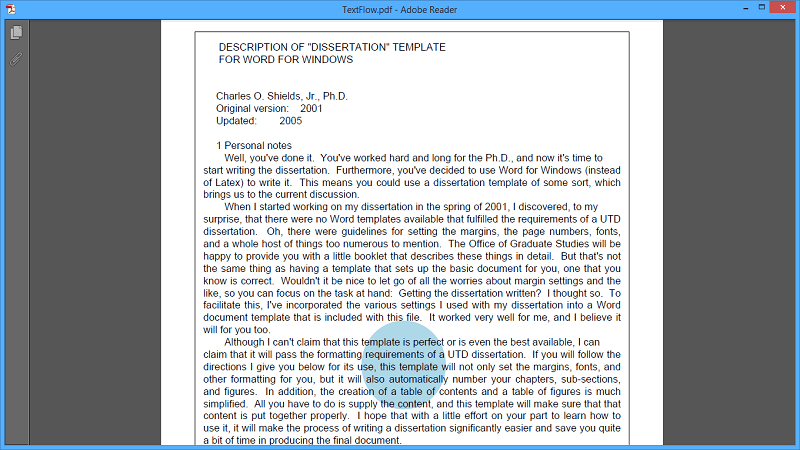 TextFlow.pdf - Adobe Reader
DESCRIPTION OF "DISSERTATION" TEMPLATE
FOR WORD FOR WINDOWS
Charles O. Shields, Jr., Ph.D.
Original version: 2001
Updated: 2005
1 Personal notes
Well, you've done it. You've worked hard and long for the Ph.D., and now it's time to
start writing the dissertation. Furthermore, you've decided to use Word for Windows (instead
of Latex) to write it. This means you could use a dissertation template of some sort, which
brings us to the current discussion.
When I started working on my dissertation in the spring of 2001, I discovered, to my
surprise, that there were no Word templates available that fulfilled the requirements of a UTD
dissertation. Oh, there were guidelines for setting the margins, the page numbers, fonts,
and a whole host of things too numerous to mention. The Office of Graduate Studies will be
happy to provide you with a little booklet that describes these things in detail. But that's not
the same thing as having a template that sets up the basic document for you, one that you
know is correct. Wouldn't it be nice to let go of all the worries about margin settings and the
like, so you can focus on the task at hand: Getting the dissertation written? I thought so. To
facilitate this, I've incorporated the various settings I used with my dissertation into a Word
document template that is included with this file. It worked very well for me, and I believe it
will for you too.
Although I can't claim that this template is perfect or is even the best available, I can
claim that it will pass the formatting requirements of a UTD dissertation. If you will follow the
directions I give you below for its use, this template will not only set the margins, fonts, and
other formatting for you, but it will also automatically number your chapters, sub-sections,
and figures. In addition, the creation of a table of contents and a table of figures is much
simplified. All you have to do is supply the content, and this template will make sure that that
content is put together properly. I hope that with a little effort on your part to learn how to
use it, it will make the process of writing a dissertation significantly easier and save you quite
a bit of time in producing the final document.